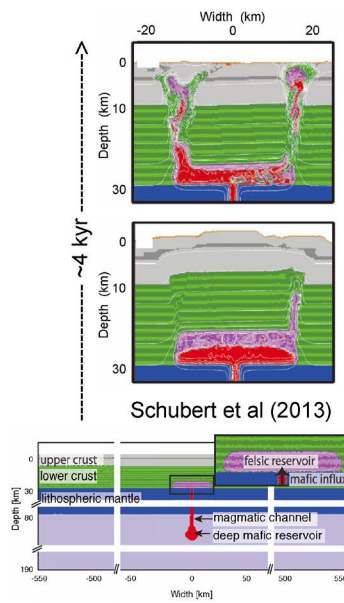 Width (km)
-20 0 20
0
10
20
30
Depth (km)
~4 kyr
0
10
20
30
Depth (km)
Schubert et al (2013)
felsic reservoir
mafic influx
upper crust
lower crust
lithospheric mantle
0
30
80
190
Depth [km]
magmatic channel
deep mafic reservoir
-550 -500 -50 0 50 500 550
Width [km]